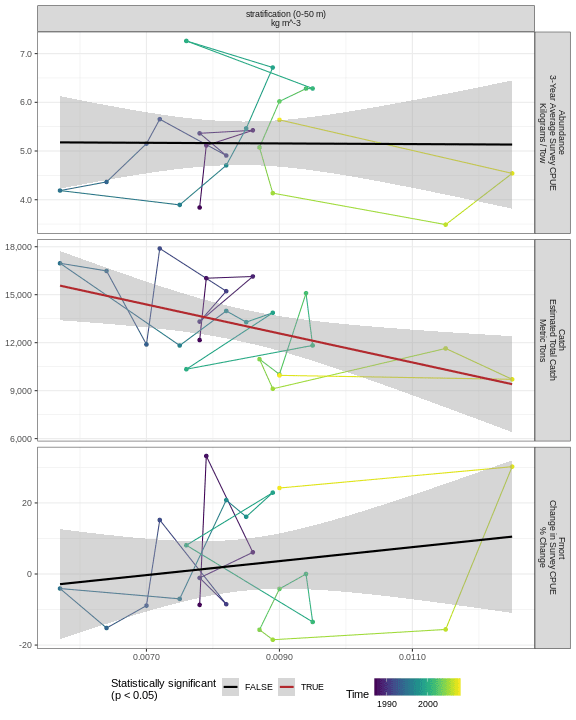 stratification (0-50 m)
kg m^-3
7.0
6.0
5.0
4.0
Abundance
3-Year Average Survey CPUE
Kilograms / Tow
18,000
15,000
12,000
9,000
6,000
Catch
Estimated Total Catch
Metric Tons
20
0
-20
Fmort
Change in Survey CPUE
% Change
0.0070
0.0090
0.0110
Statistically significant
(p < 0.05)
FALSE
TRUE
Time
1990
2000